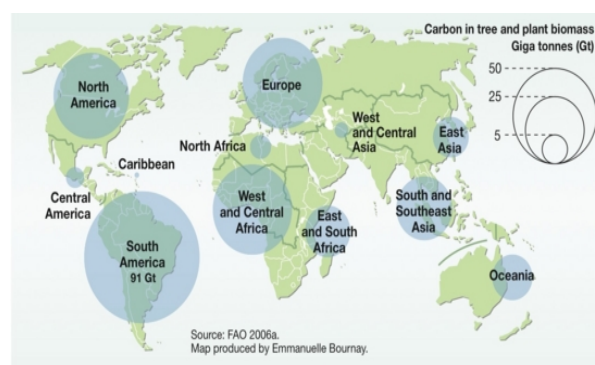 Carbon in tree and plant biomass
Giga tonnes (Gt)
50
25
5
North
America
Europe
West
and Central
Asia
East
Asia
North Africa
Caribbean
Central
America
West
and Central
Africa
East
and South
Africa
South and
Southeast
Asia
South
America
91 Gt
Oceania
Source: FAO 2006a.
Map produced by Emmanuelle Bournay.